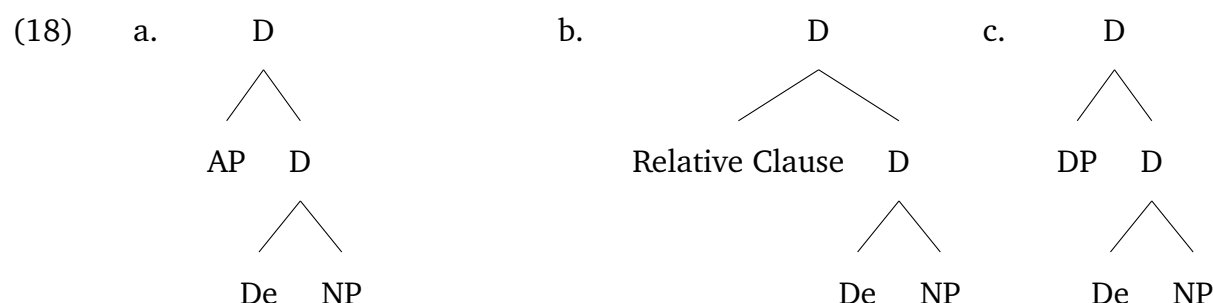 (18) a. D b. D c. D
AP D Relative Clause D DP D
De NP De NP De NP